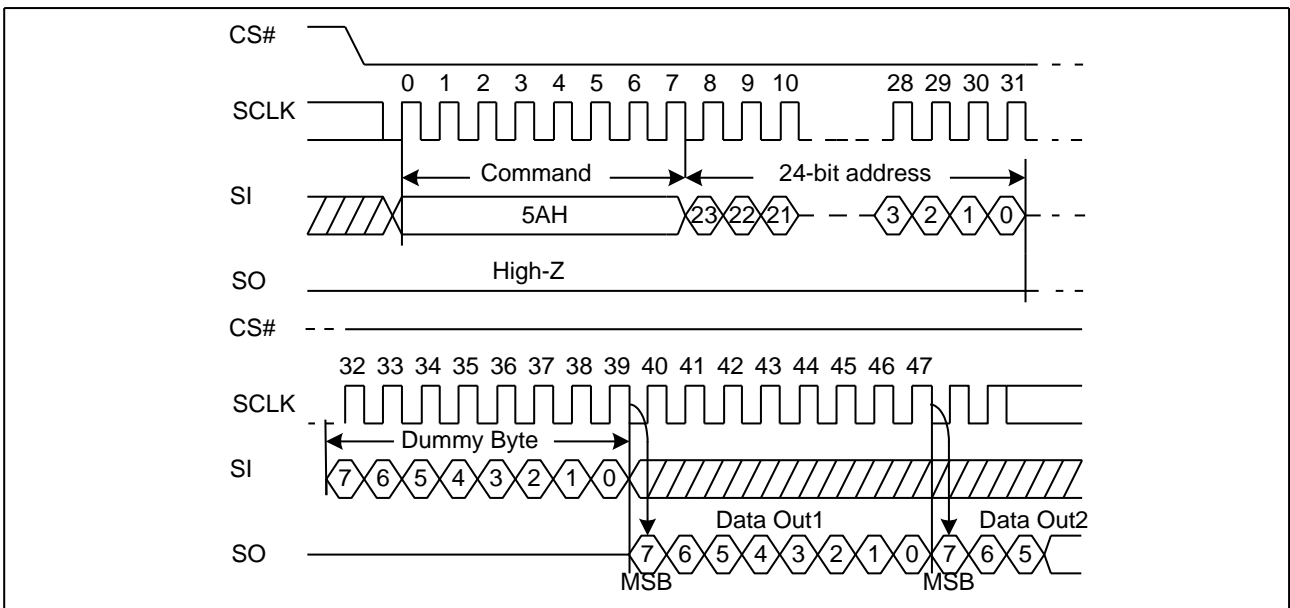 CS#
0 1 2 3 4 5 6 7 8 9 10 28 29 30 31
SCLK
Command 24-bit address
SI
5AH 23 22 21 3 2 1 0
High-Z
SO
CS#
32 33 34 35 36 37 38 39 40 41 42 43 44 45 46 47
SCLK
Dummy Byte
SI
7 6 5 4 3 2 1 0
Data Out1 Data Out2
SO
7 6 5 4 3 2 1 0 7 6 5
MSB MSB